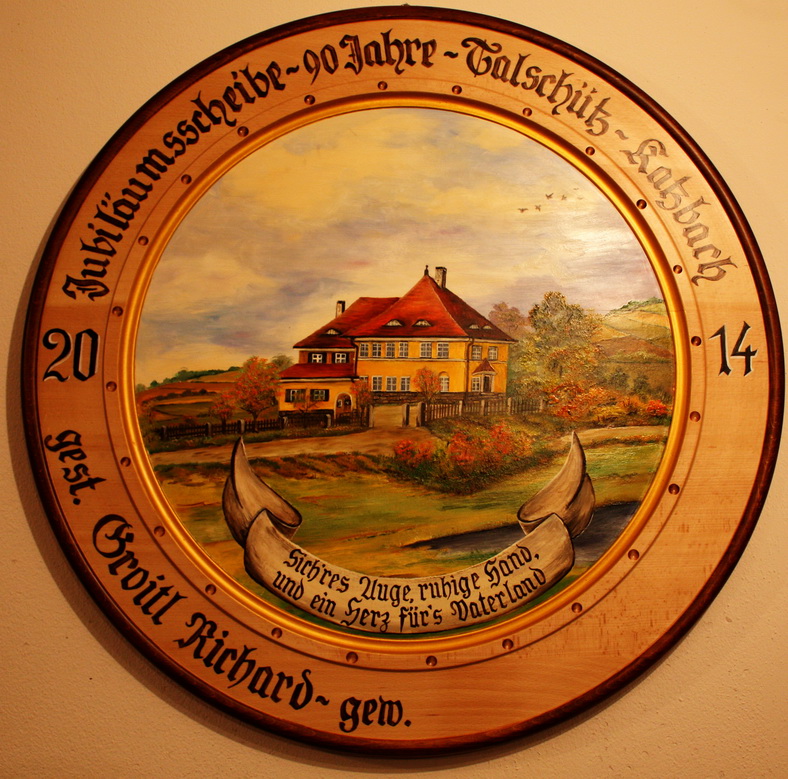 Jubiläumsscheibe ~ 90 Jahre ~ Talschütz ~ Katzbach
20 14
gest. Groitl Richard ~ gew.
Sich'res Auge, ruhige Hand,
und ein Herz für's Vaterland